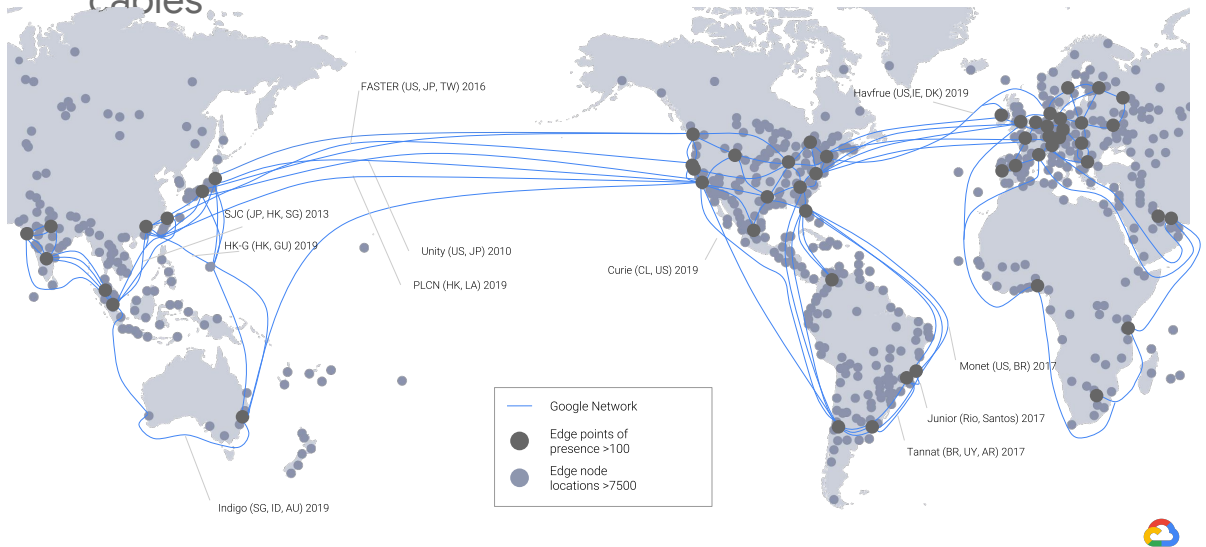 cables
FASTER (US, JP, TW) 2016
Havfrue (US,IE, DK) 2019
SJC (JP, HK, SG) 2013
HK-G (HK, GU) 2019
Unity (US, JP) 2010
Curie (CL, US) 2019
PLCN (HK, LA) 2019
Monet (US, BR) 2017
Junior (Rio, Santos) 2017
Tannat (BR, UY, AR) 2017
Indigo (SG, ID, AU) 2019
Google Network
Edge points of
presence >100
Edge node
locations >7500